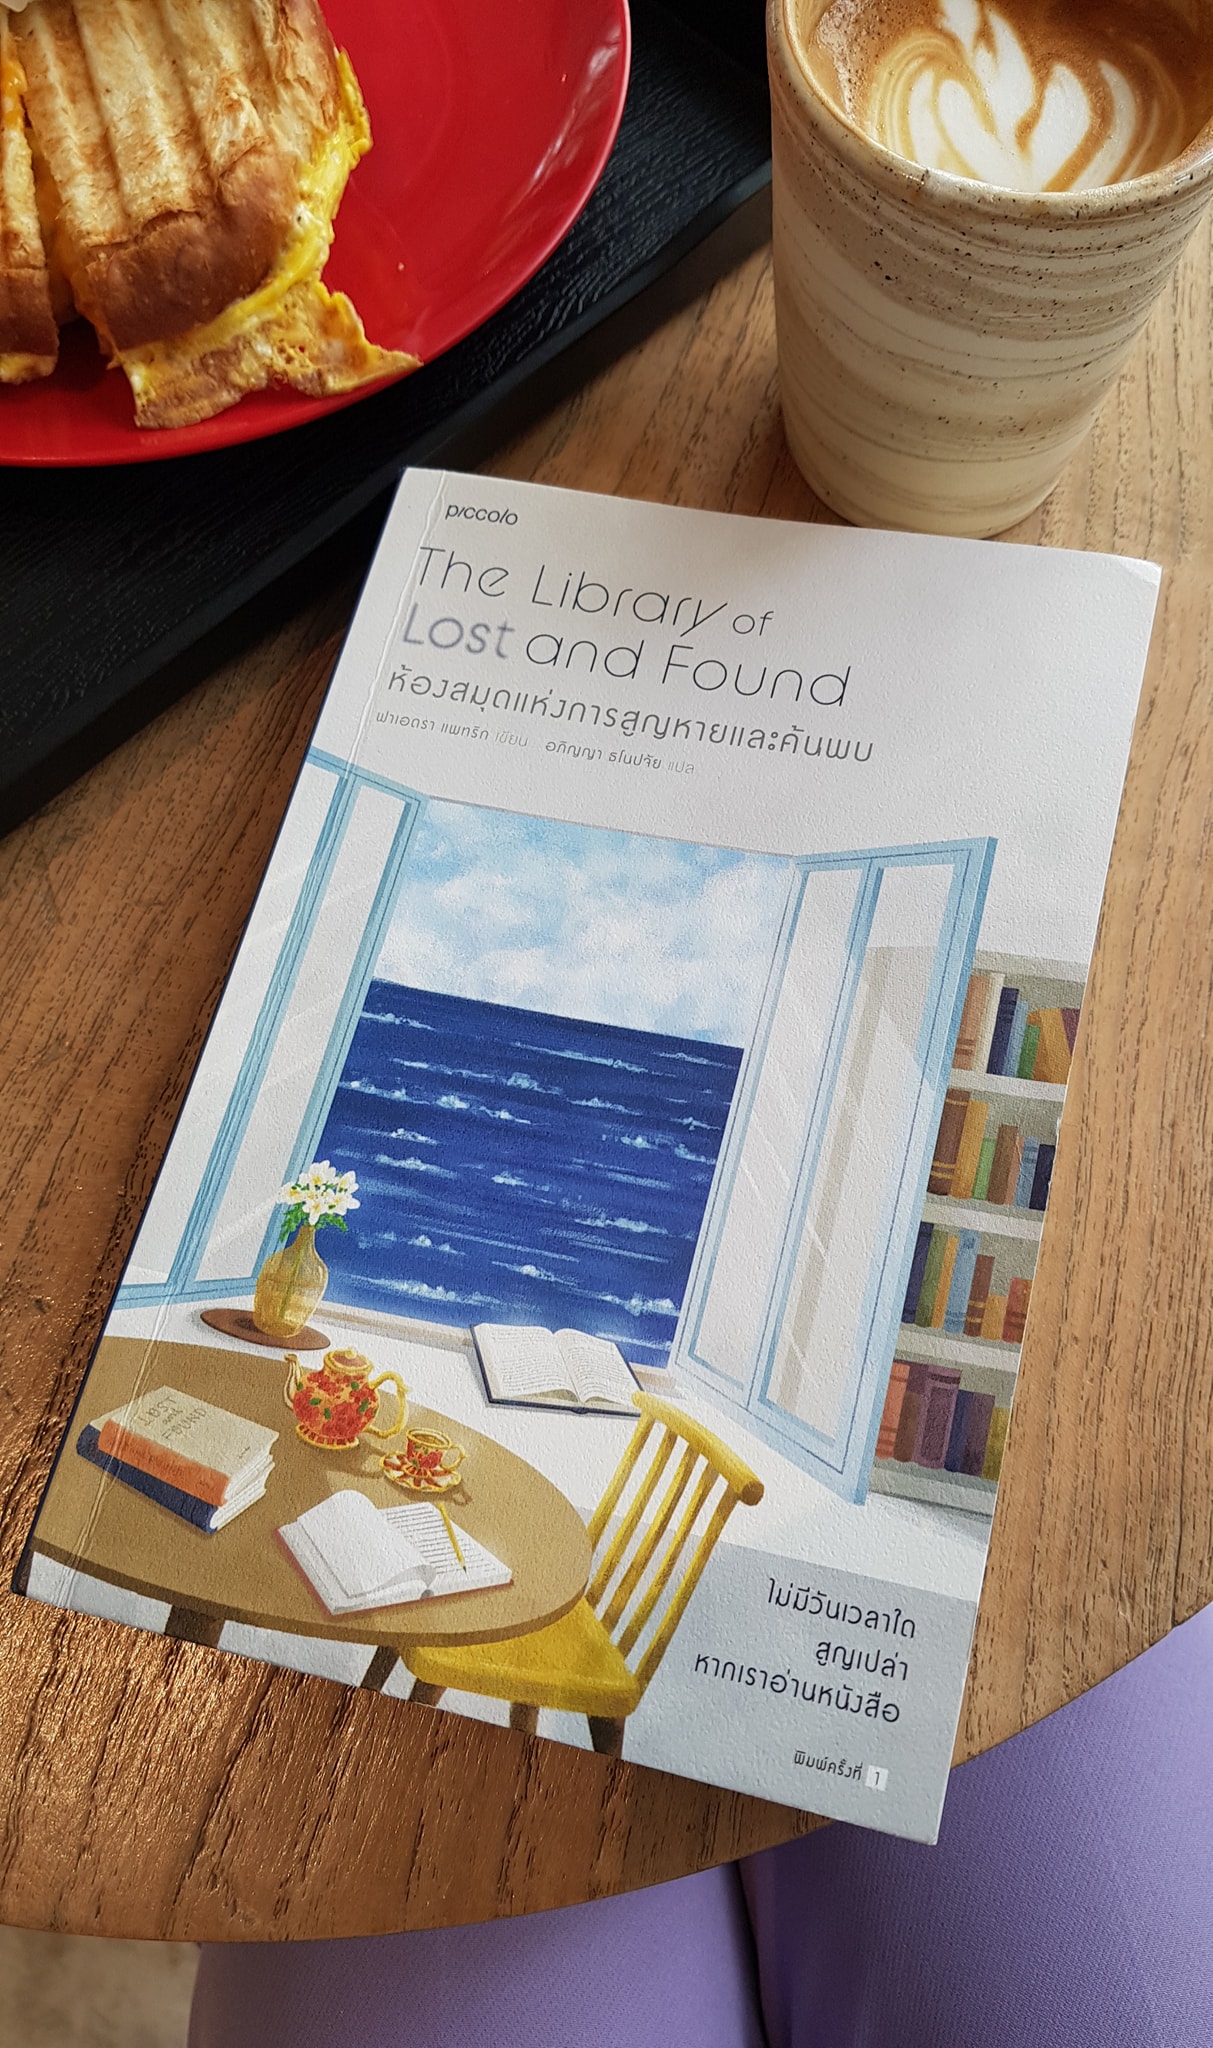 piccolo
The Library of
Lost and Found
ห้องสมุดแห่งการสูญหายและค้นพบ
ฟาเอดรา แพทริก เขียน อภิญญา ธโนปจัย แปล
ไม่มีวันเวลาใด
สูญเปล่า
หากเราอ่านหนังสือ
พิมพ์ครั้งที่ 1